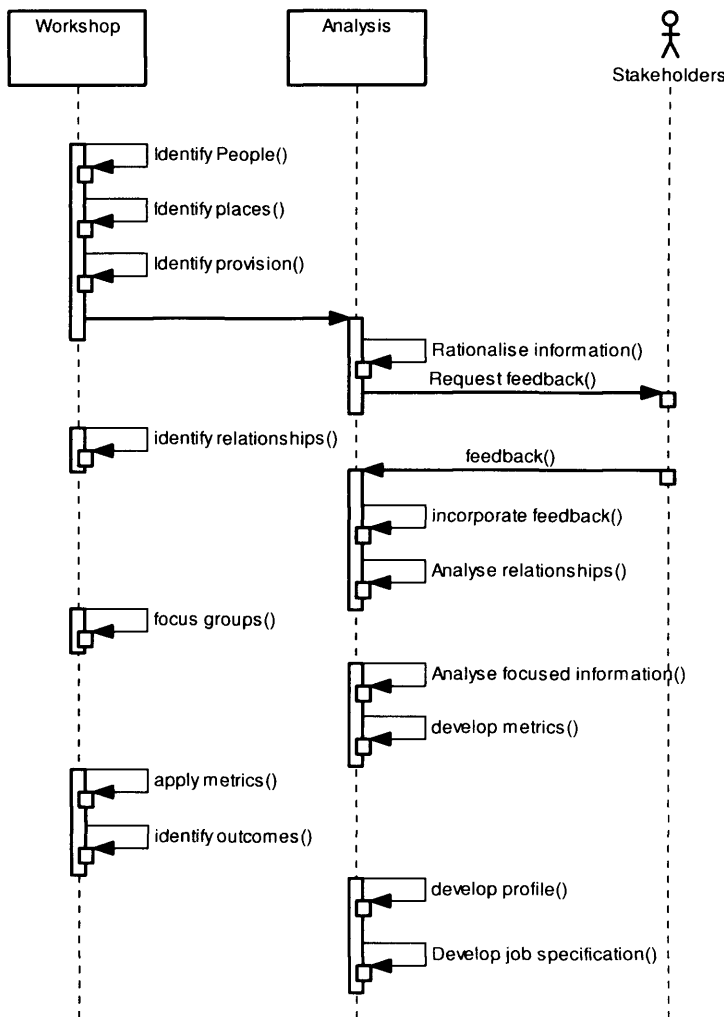 Workshop
Analysis
Stakeholders
Identify People()
Identify places()
Identify provision()
Rationalise information()
Request feedback()
identify relationships()
feedback()
incorporate feedback()
Analyse relationships()
focus groups()
Analyse focused information()
develop metrics()
apply metrics()
identify outcomes()
develop profile()
Develop job specification()